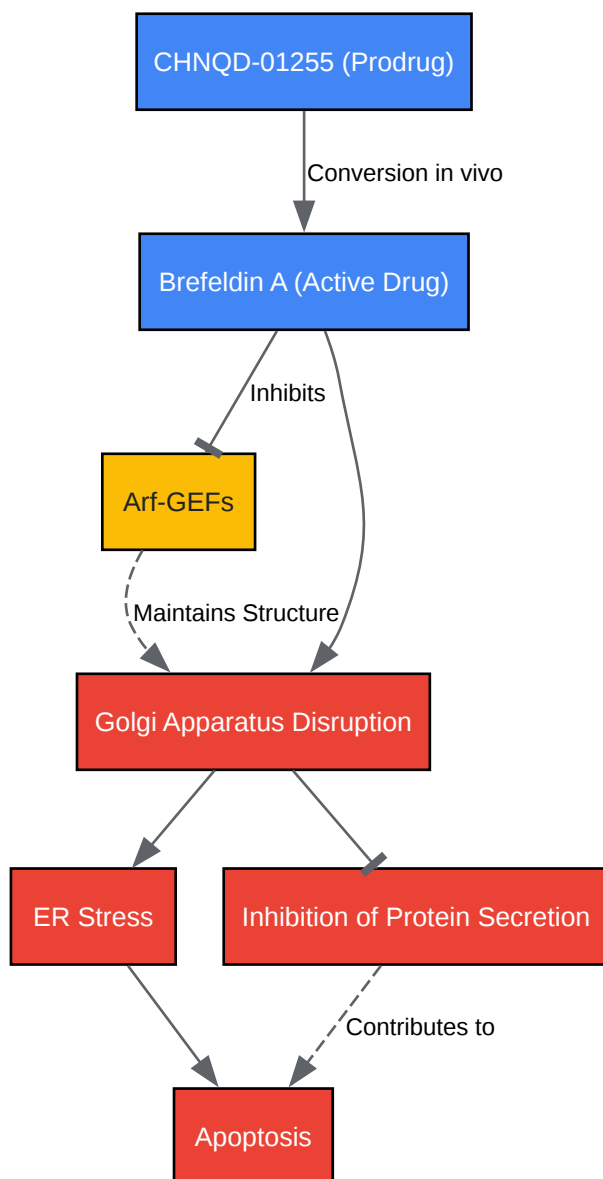 CHNQD-01255 (Prodrug)
Conversion in vivo
Brefeldin A (Active Drug)
Inhibits
Arf-GEFs
Maintains Structure
Golgi Apparatus Disruption
ER Stress
Inhibition of Protein Secretion
Contributes to
Apoptosis